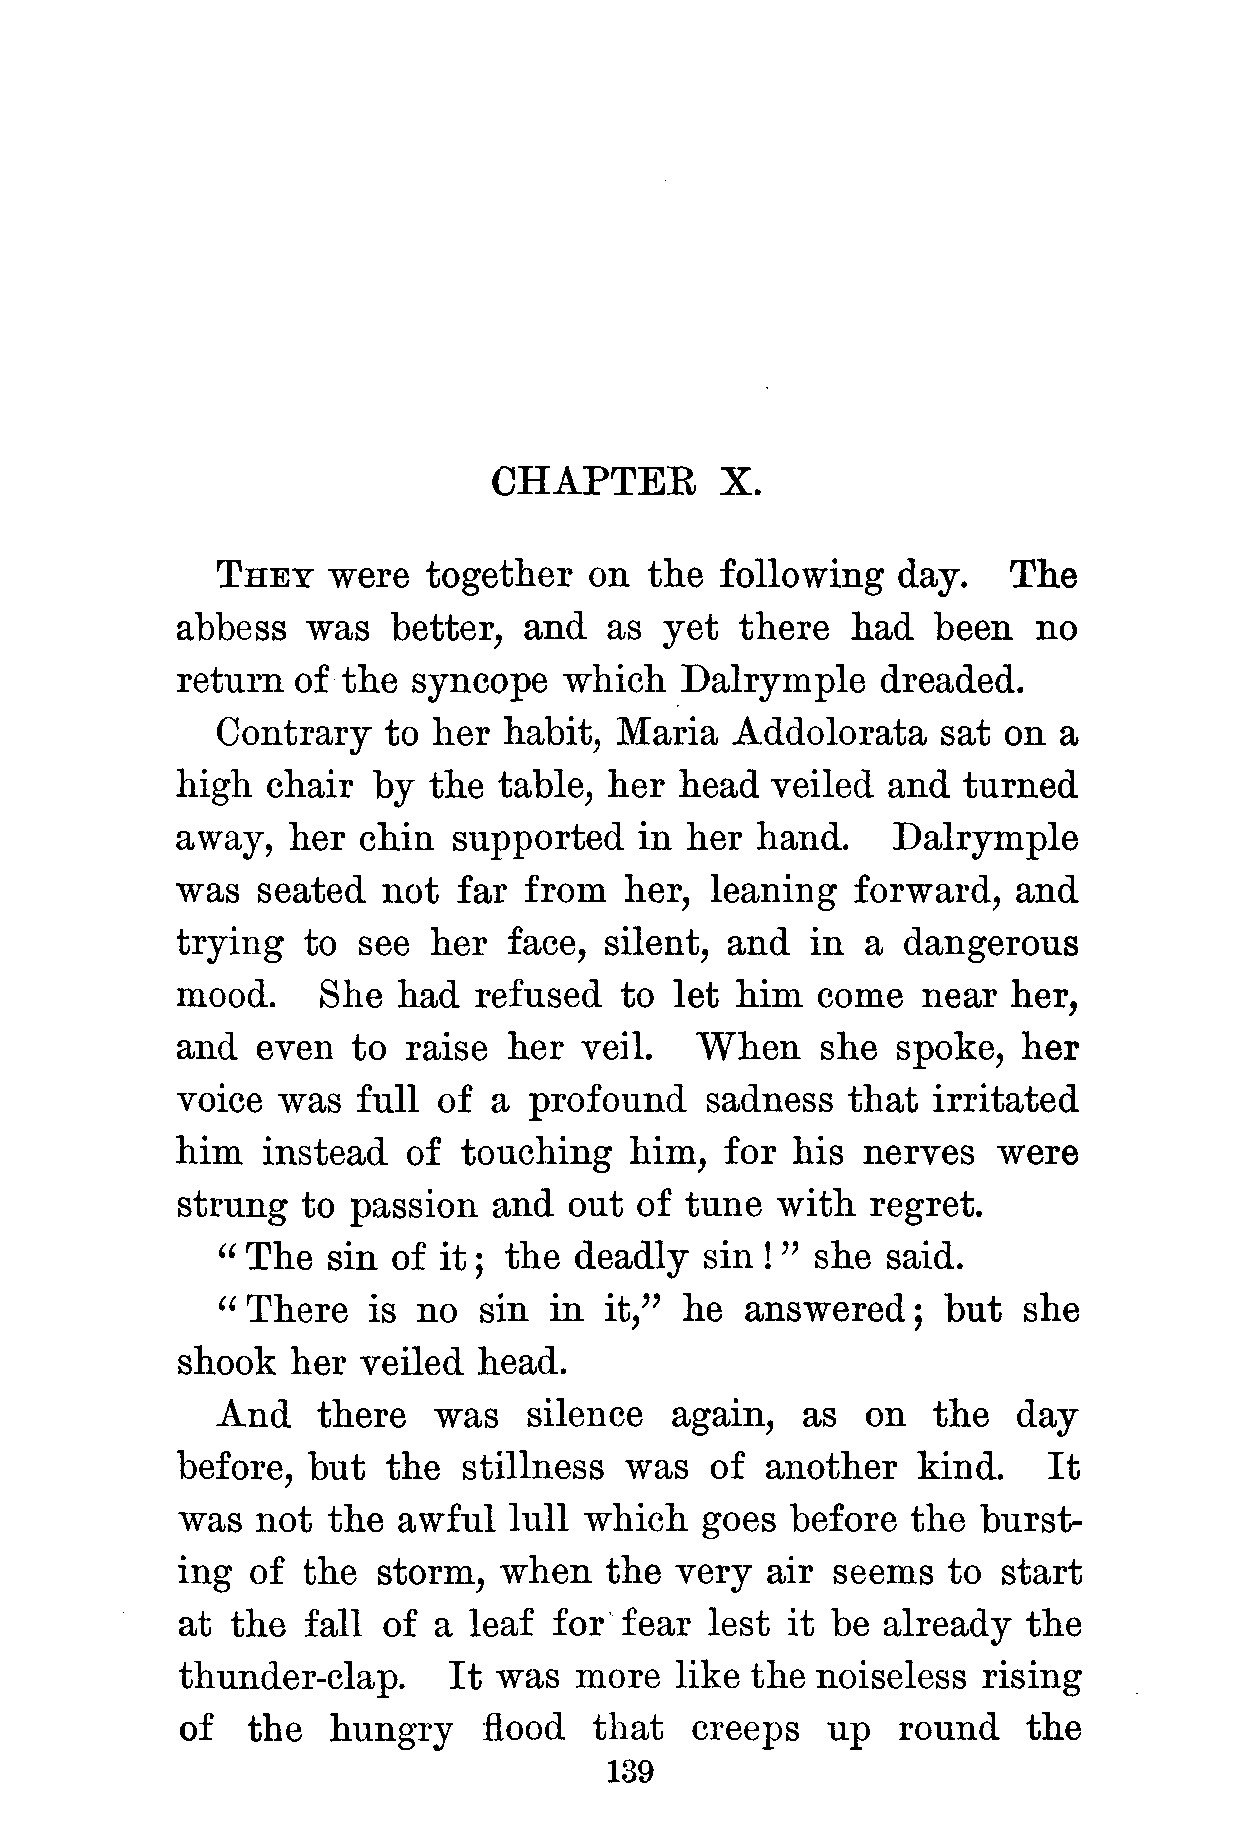 CHAPTER X.
THEY were together on the following day. The
abbess was better, and as yet there had been no
return of the syncope which Dalrymple dreaded.
Contrary to her habit, Maria Addolorata sat on a
high chair by the table, her head veiled and turned
away, her chin supported in her hand. Dalrymple
was seated not far from her, leaning forward, and
trying to see her face, silent, and in a dangerous
mood. She had refused to let him come near her,
and even to raise her veil. When she spoke, her
voice was full of a profound sadness that irritated
him instead of touching him, for his nerves were
strung to passion and out of tune with regret.
“The sin of it; the deadly sin!” she said.
“There is no sin in it,” he answered; but she
shook her veiled head.
And there was silence again, as on the day
before, but the stillness was of another kind. It
was not the awful lull which goes before the burst-
ing of the storm, when the very air seems to start
at the fall of a leaf for fear lest it be already the
thunder-clap. It was more like the noiseless rising
of the hungry flood that creeps up round the
139